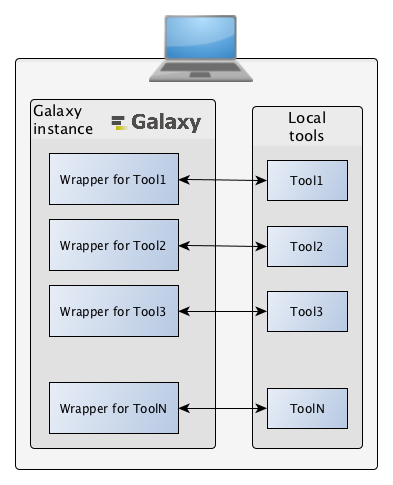 Galaxy
instance
Galaxy
Local
tools
Wrapper for Tool1
Tool1
Wrapper for Tool2
Tool2
Wrapper for Tool3
Tool3
Wrapper for ToolN
ToolN